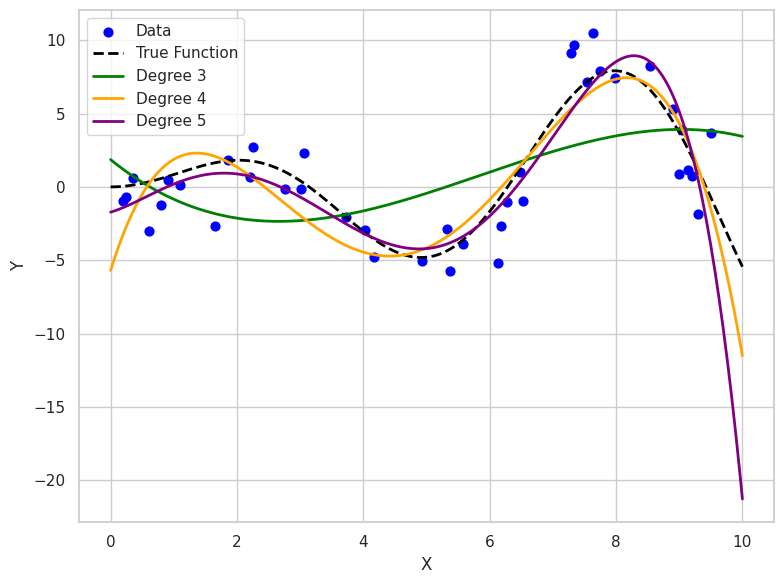 Data
True Function
Degree 3
Degree 4
Degree 5
10
5
0
−5
−10
−15
−20
Y
0 2 4 6 8 10
X